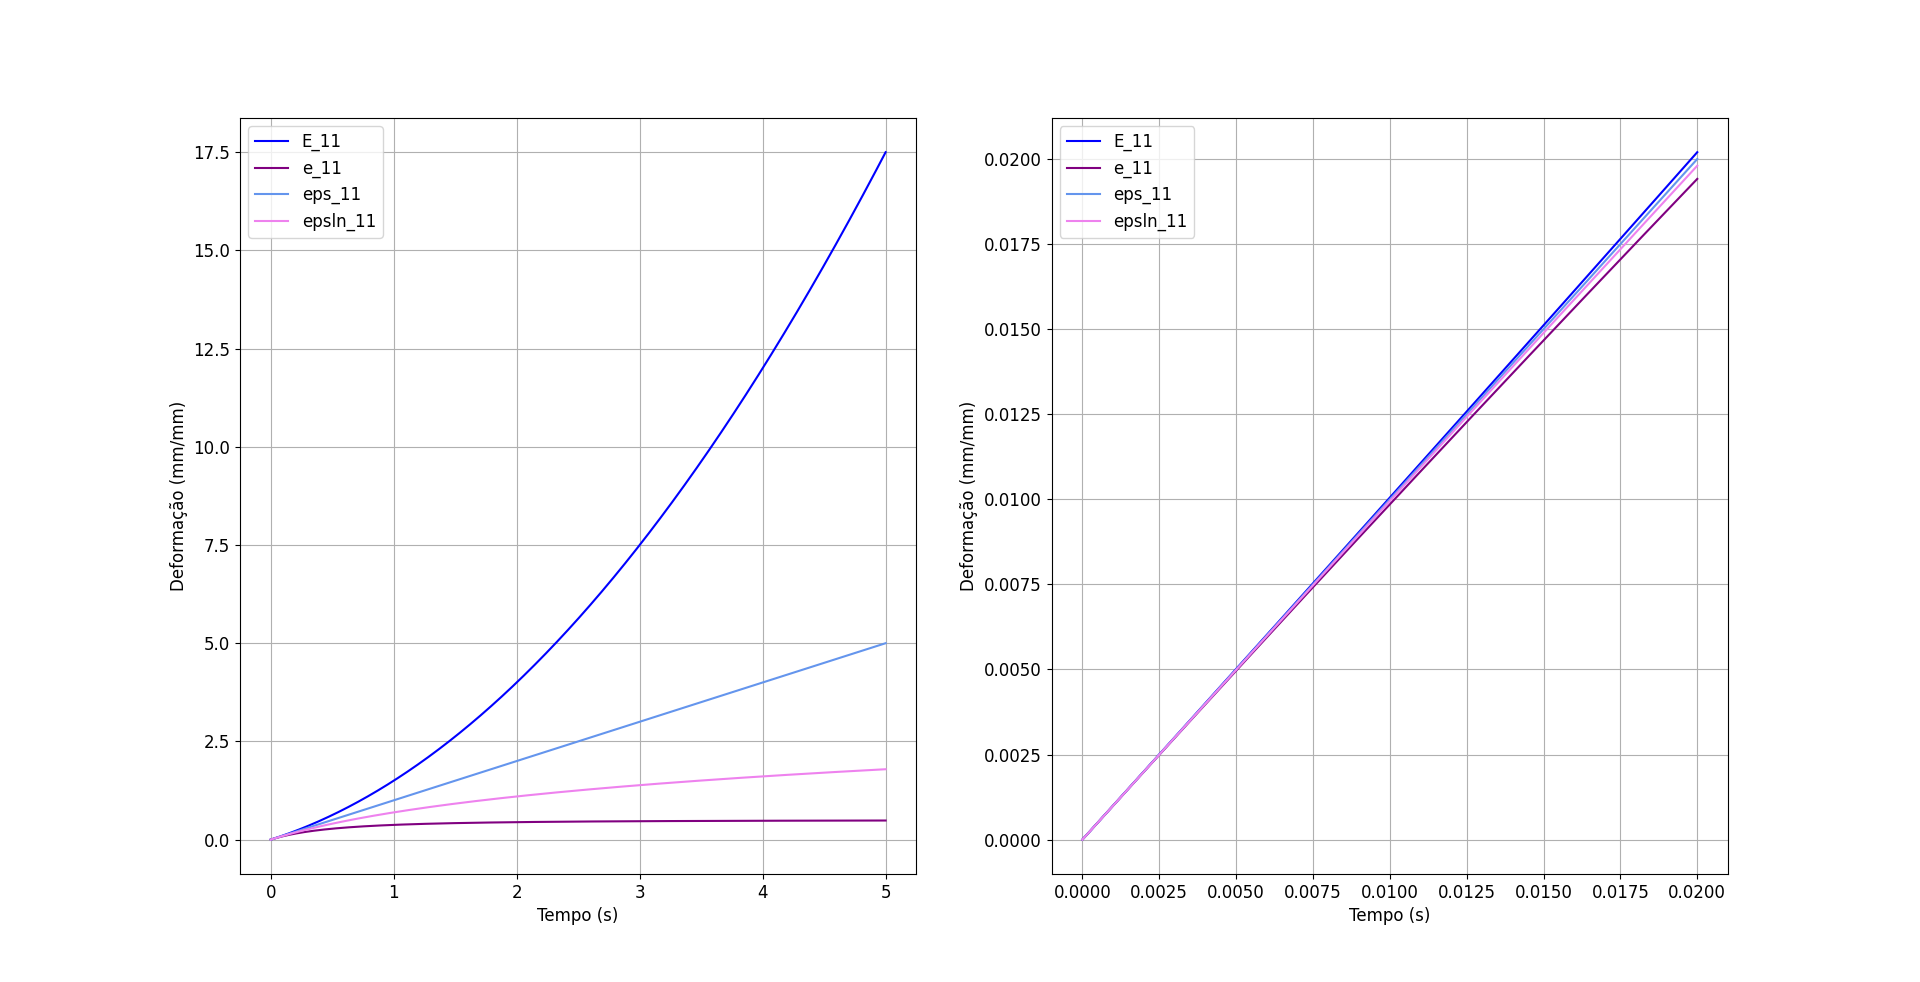 E_11
e_11
eps_11
epsln_11
17.5
15.0
12.5
10.0
7.5
5.0
2.5
0.0
Deformação (mm/mm)
0 1 2 3 4 5
Tempo (s)
E_11
e_11
eps_11
epsln_11
0.0200
0.0175
0.0150
0.0125
0.0100
0.0075
0.0050
0.0025
0.0000
Deformação (mm/mm)
0.0000 0.0025 0.0050 0.0075 0.0100 0.0125 0.0150 0.0175 0.0200
Tempo (s)